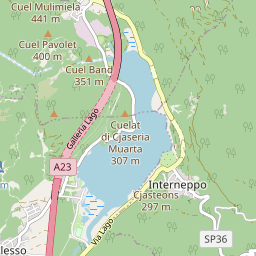 Cuel Mulimiela
441 m
Cuel Pavolet
400 m
Cuel Band
351 m
Galleria Lago
Cuelat
di Cjaseria
Muarta
307 m
A23
Interneppo
Cjasteons
297 m
Via Lago
SP36
lesso